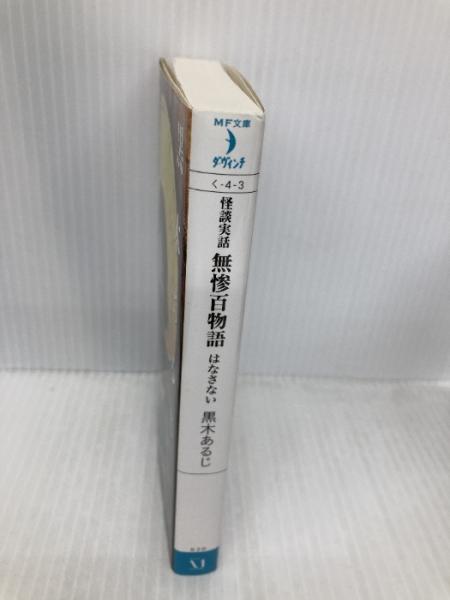 MF文庫
ダヴィンチ
く-4-3
怪談実話
無惨百物語
はなさない
黒木あるじ